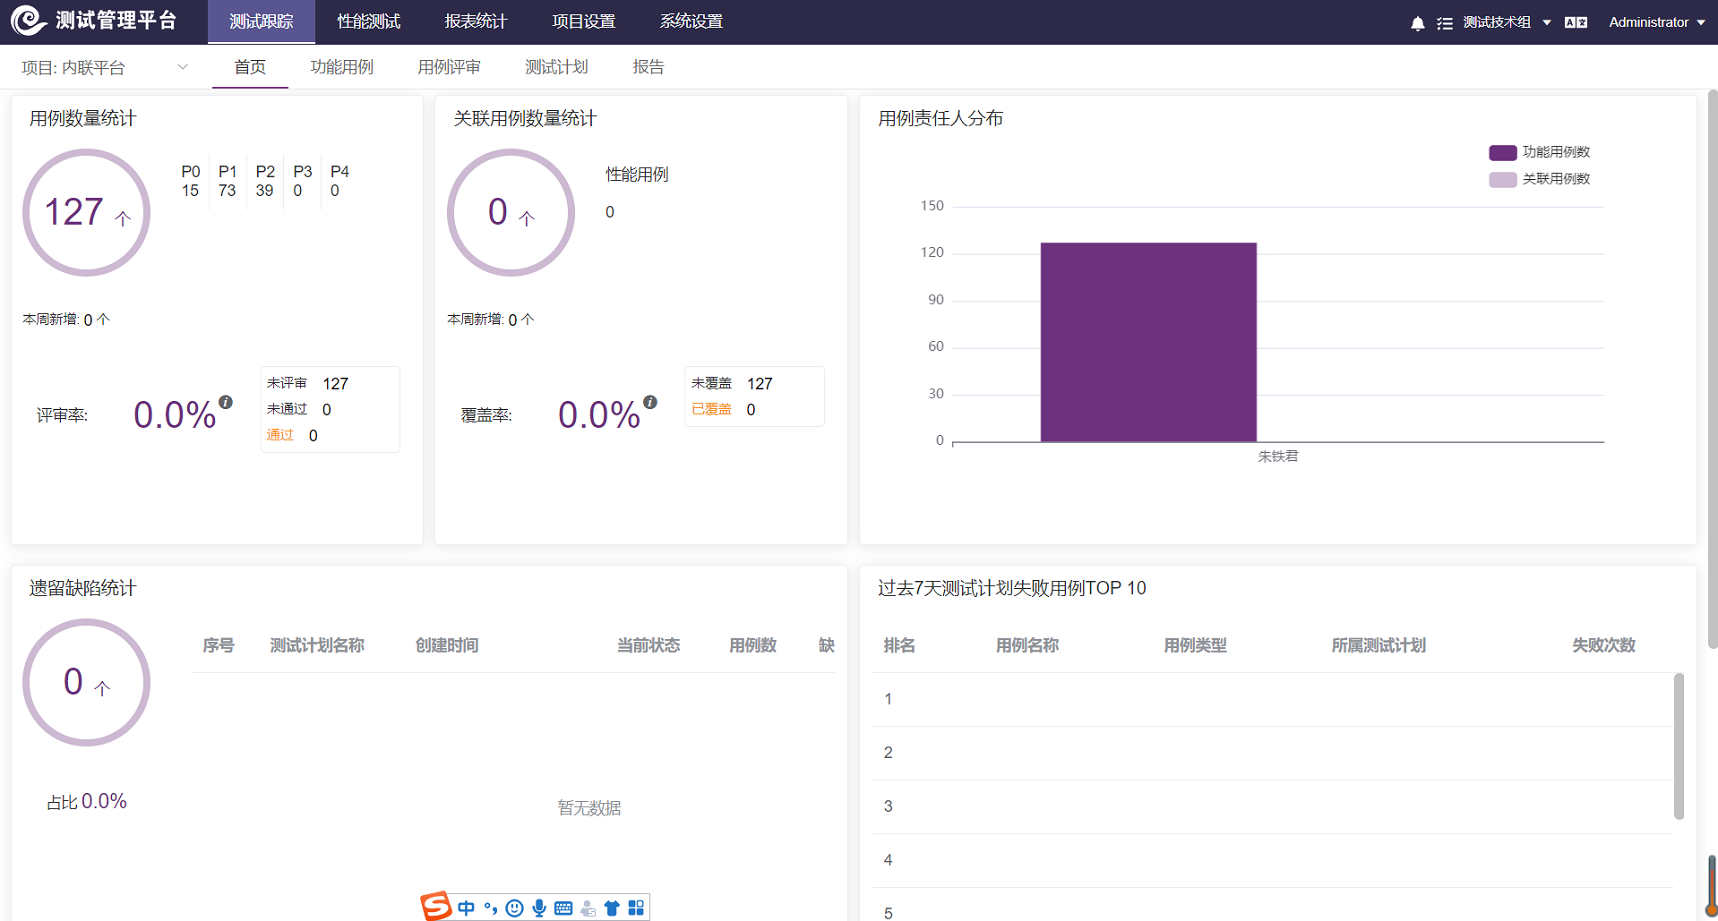 测试管理平台 测试跟踪 性能测试 报表统计 项目设置 系统设置 测试技术组 Administrator
项目: 内联平台 首页 功能用例 用例评审 测试计划 报告
用例数量统计
127 个
P0 P1 P2 P3 P4
15 73 39 0 0
本周新增: 0 个
评审率: 0.0%
未评审 127
未通过 0
通过 0
关联用例数量统计
0 个
性能用例
0
本周新增: 0 个
覆盖率: 0.0%
未覆盖 127
已覆盖 0
用例责任人分布
功能用例数
关联用例数
150
120
90
60
30
0
朱铁君
遗留缺陷统计
0 个
占比 0.0%
序号 测试计划名称 创建时间 当前状态 用例数 缺
暂无数据
过去7天测试计划失败用例TOP 10
排名 用例名称 用例类型 所属测试计划 失败次数
1
2
3
4
5
中